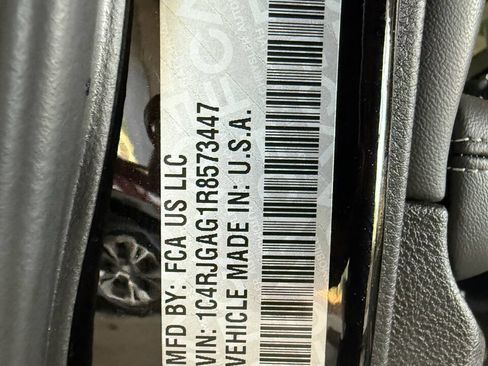 MFD BY: FCA US LLC
VIN: 1C4RJGAG1R8573447
VEHICLE MADE IN: U.S.A.